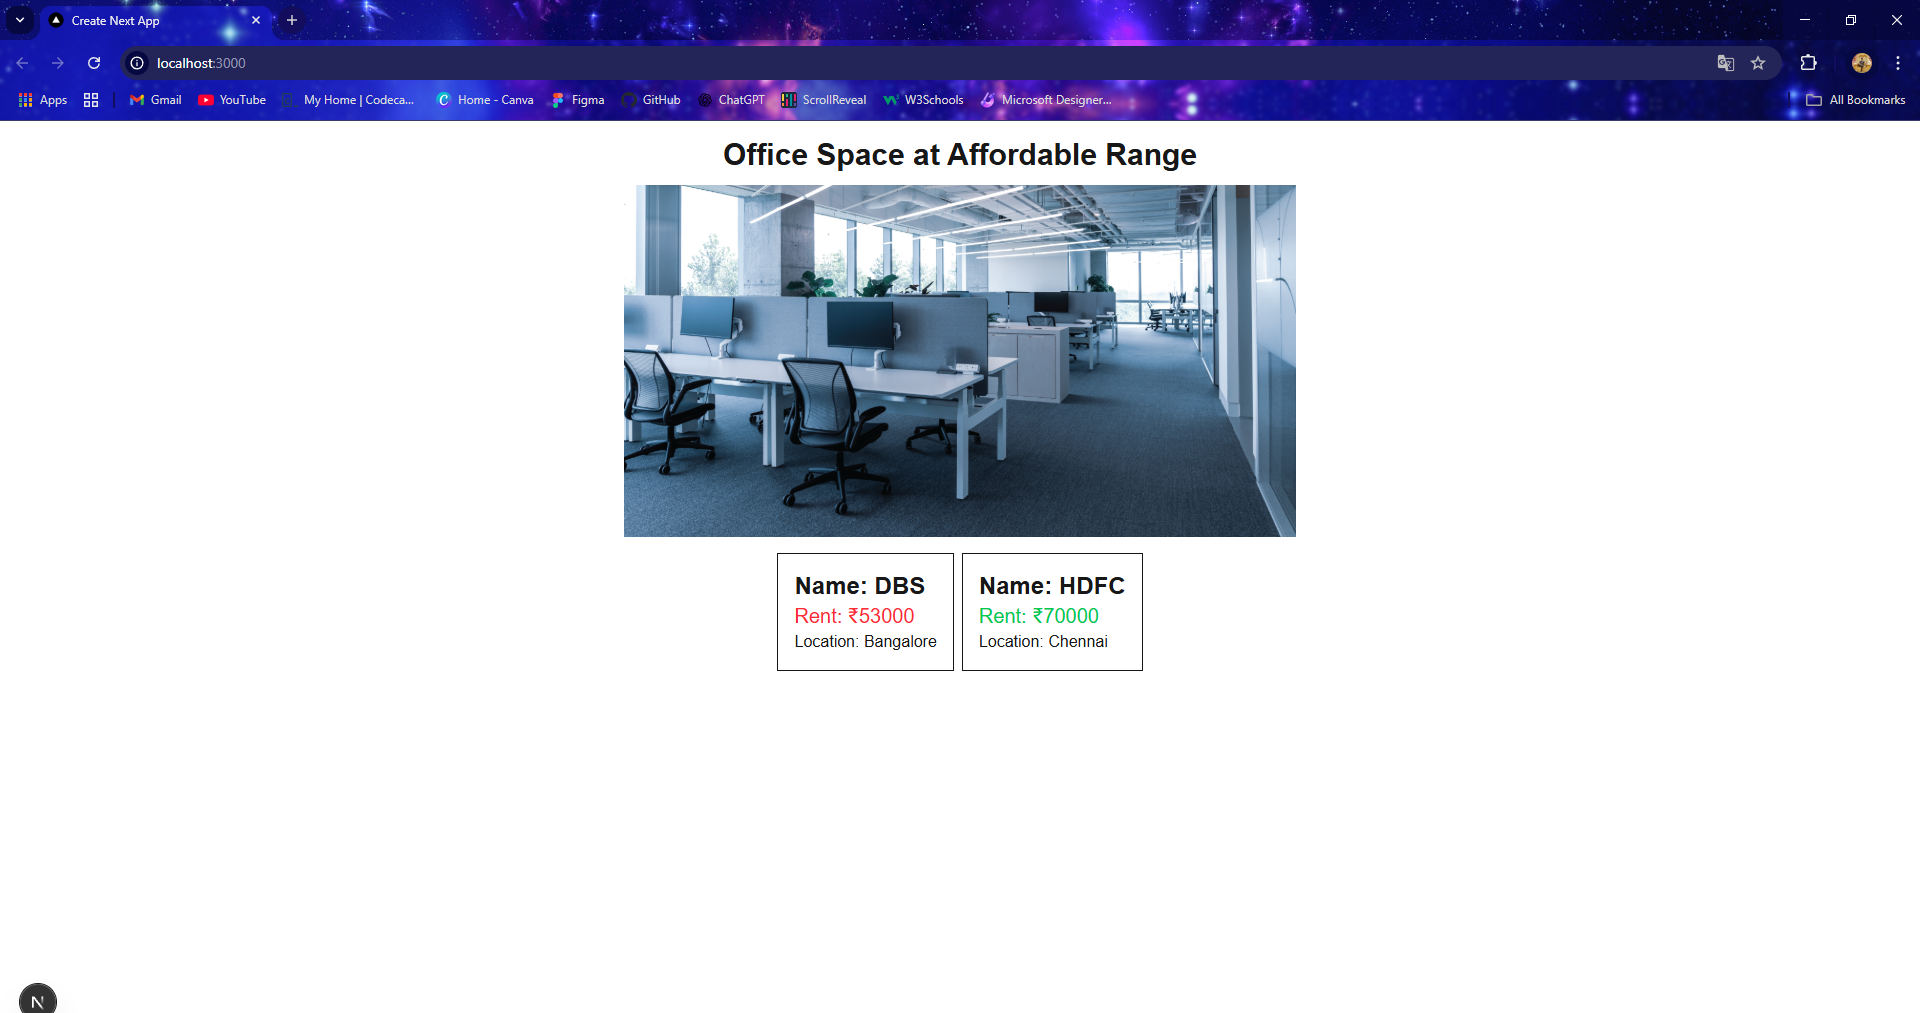 Create Next App
localhost:3000
Apps Gmail YouTube My Home | Codeca... Home - Canva Figma GitHub ChatGPT ScrollReveal W3Schools Microsoft Designer... All Bookmarks
Office Space at Affordable Range
Name: DBS
Rent: ₹53000
Location: Bangalore
Name: HDFC
Rent: ₹70000
Location: Chennai
N